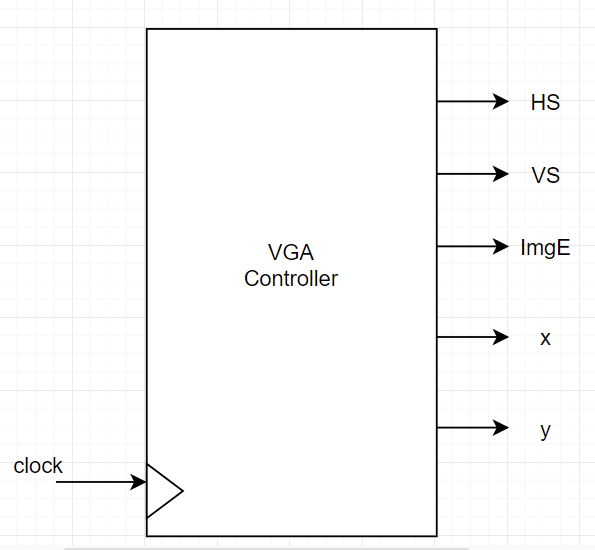 HS
VS
VGA
Controller
ImgE
x
y
clock